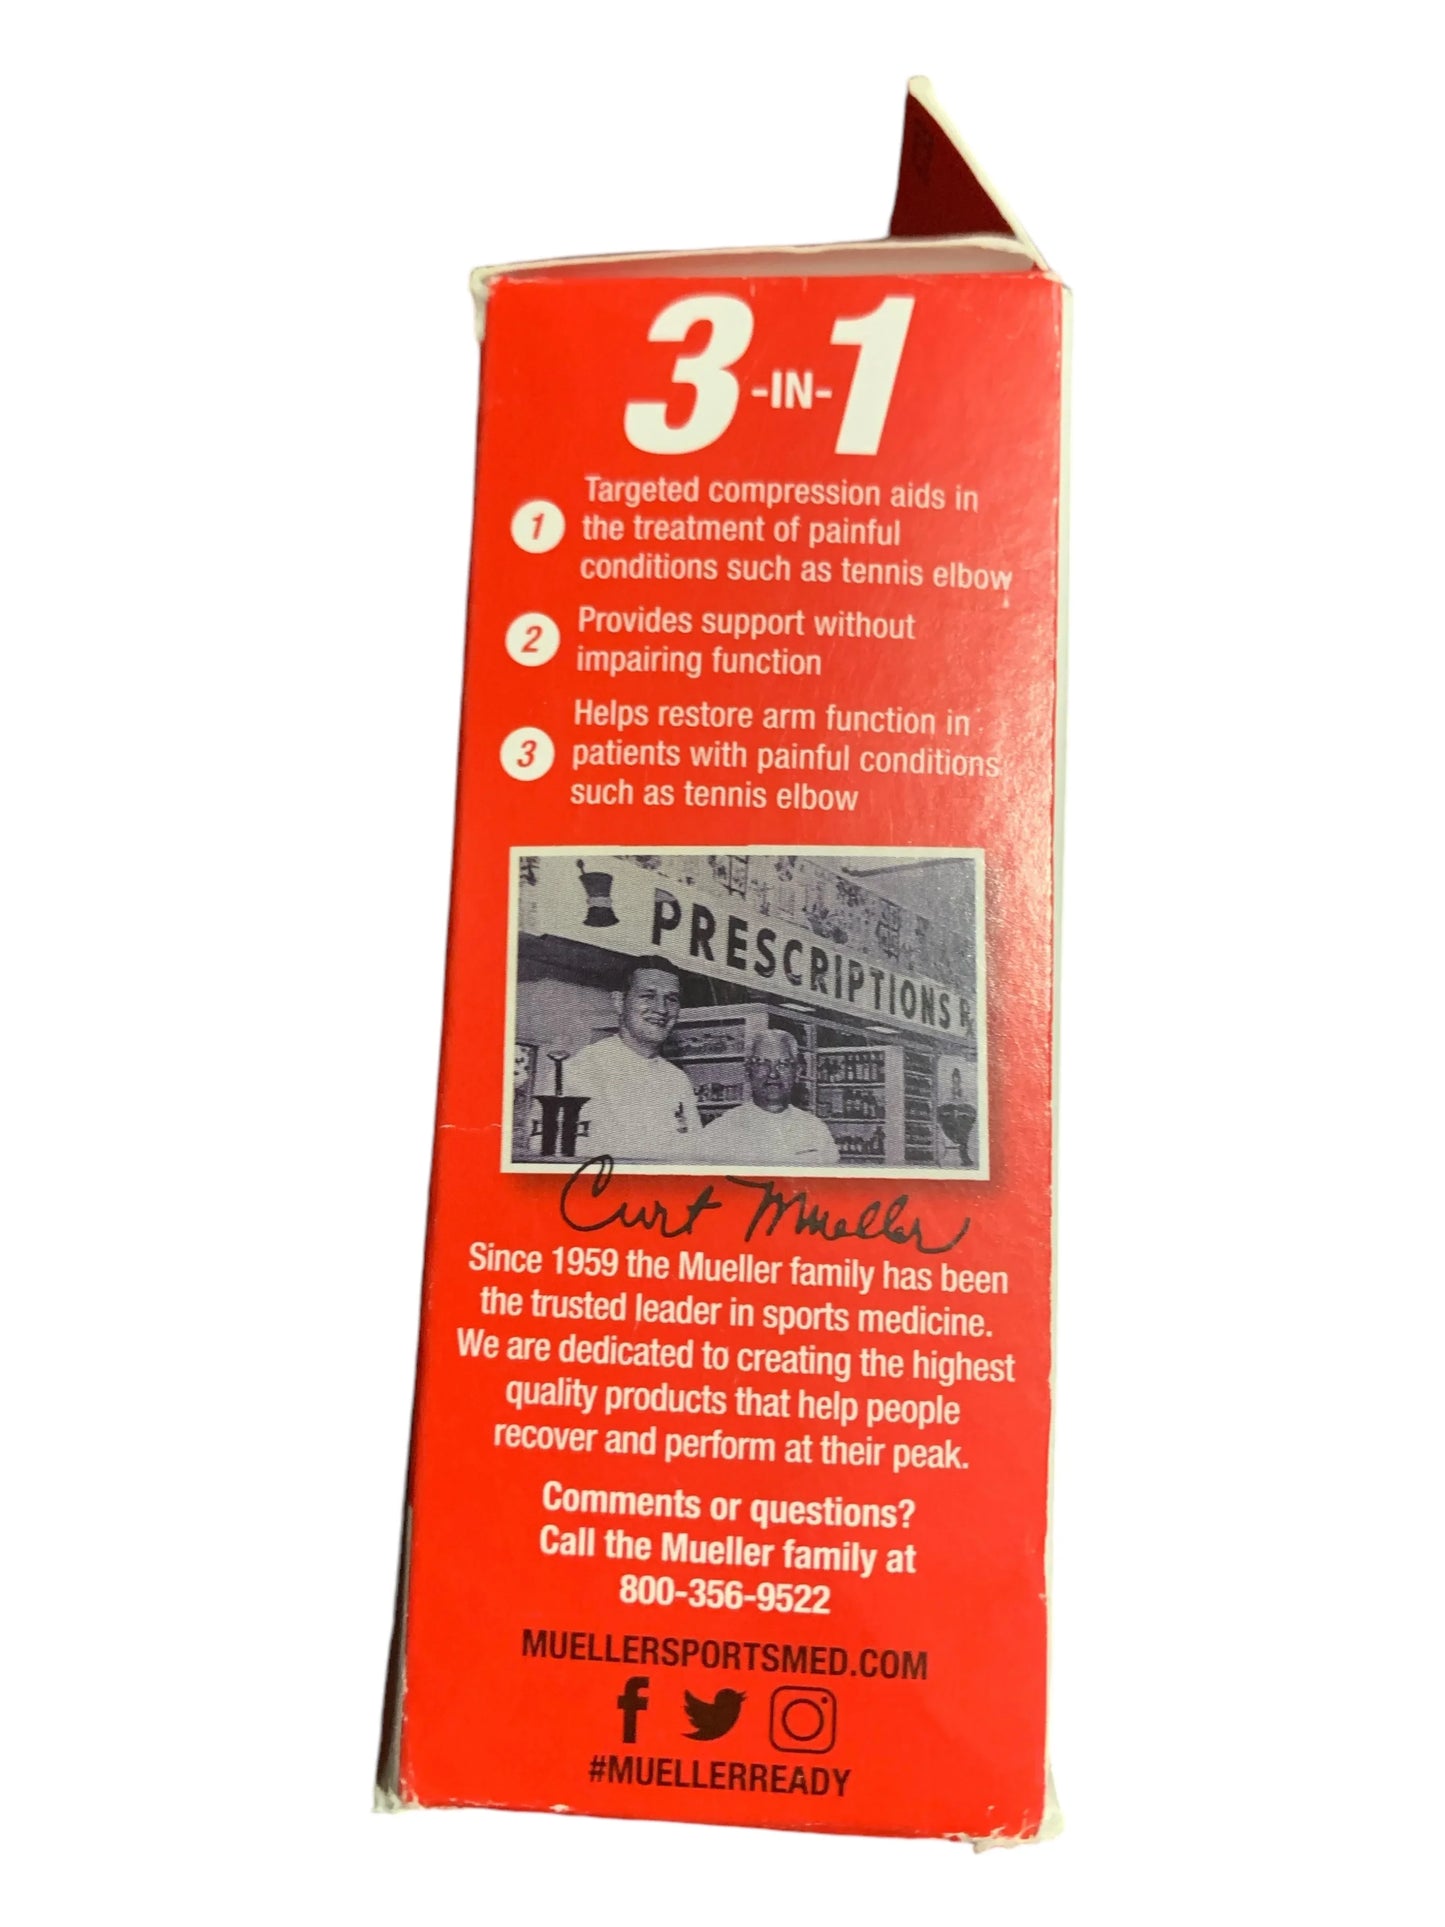 3-IN-1
1 Targeted compression aids in
the treatment of painful
conditions such as tennis elbow
2 Provides support without
impairing function
3 Helps restore arm function in
patients with painful conditions
such as tennis elbow
PRESCRIPTIONS
Curt Mueller
Since 1959 the Mueller family has been
the trusted leader in sports medicine.
We are dedicated to creating the highest
quality products that help people
recover and perform at their peak.
Comments or questions?
Call the Mueller family at
800-356-9522
MUELLERSPORTSMED.COM
#MUELLERREADY